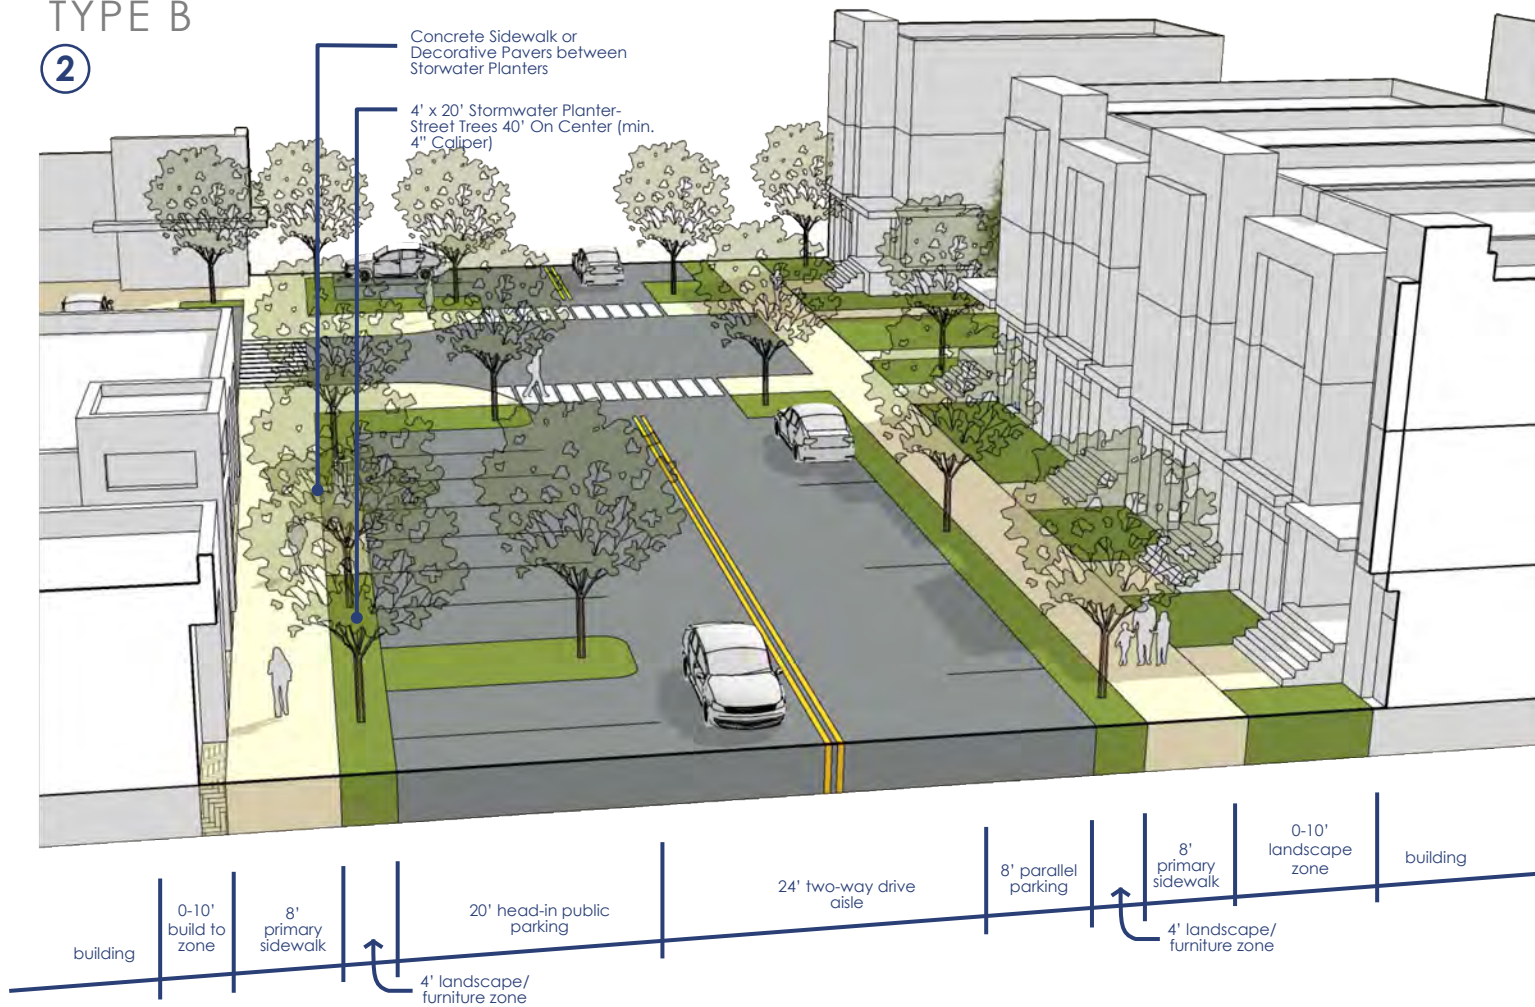 TYPE B
2
Concrete Sidewalk or
Decorative Pavers between
Storwater Planters
4’ x 20’ Stormwater Planter-
Street Trees 40’ On Center (min.
4” Caliper)
building
0-10’
build to
zone
8’
primary
sidewalk
4’ landscape/
furniture zone
20’ head-in public
parking
24’ two-way drive
aisle
8’ parallel
parking
4’ landscape/
furniture zone
8’
primary
sidewalk
0-10’
landscape
zone
building